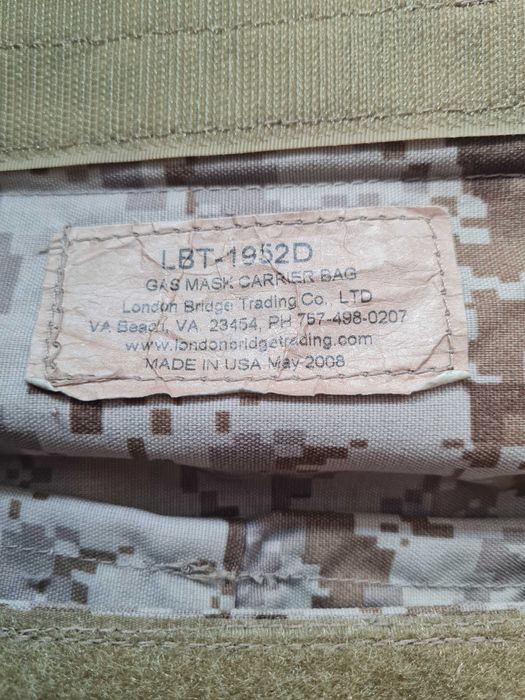 LBT-1952D
GAS MASK CARRIER BAG
London Bridge Trading Co., LTD
VA Beach, VA. 23454, PH 757-498-0207
www.londonbridgetrading.com
MADE IN USA May 2008